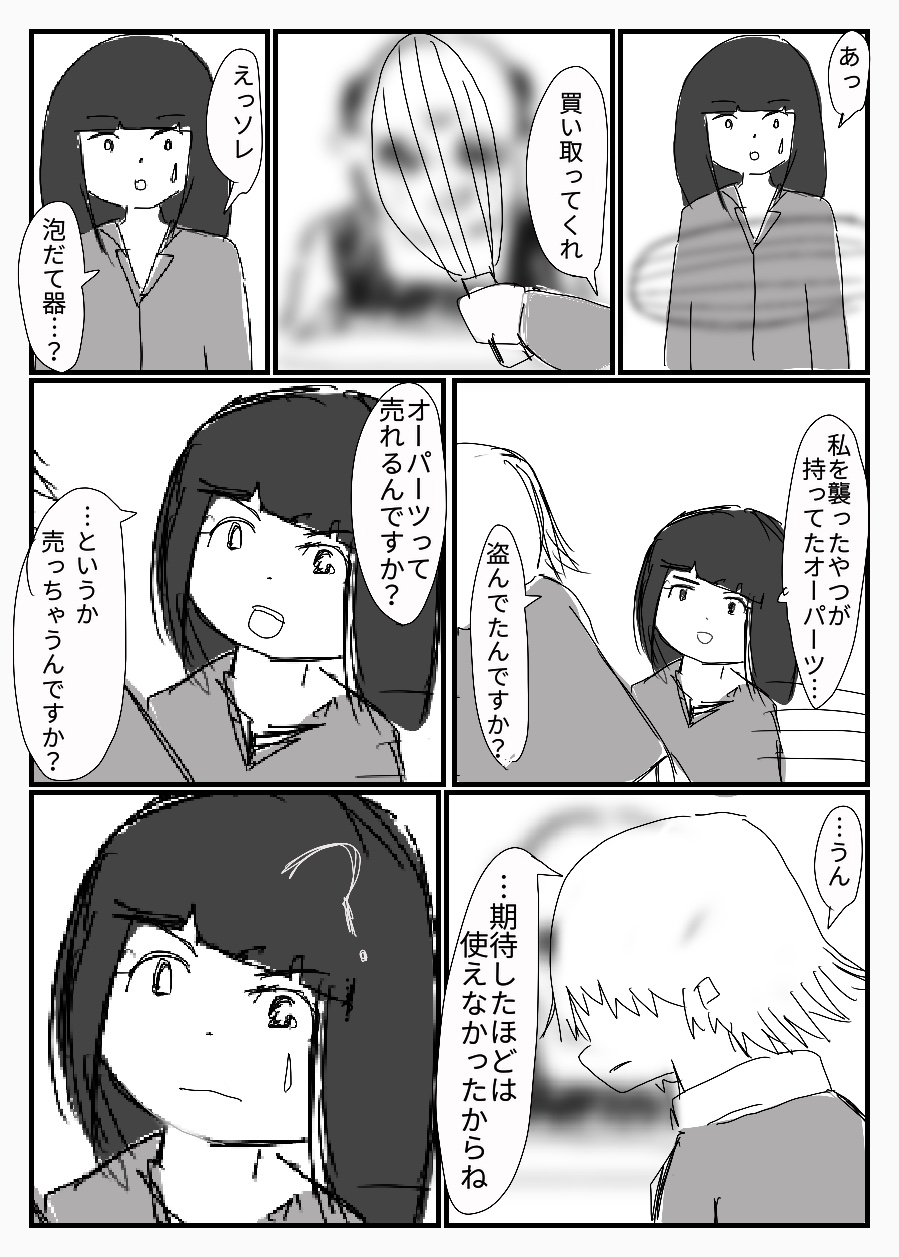 あっ
買い取ってくれ
えっソレ
泡だて器…？
私を襲ったやつが
持ってたオーパーツ…
盗んでたんですか？
オーパーツって
売れるんですか？
…というか
売っちゃうんですか？
…うん
…期待したほどは
使えなかったからね